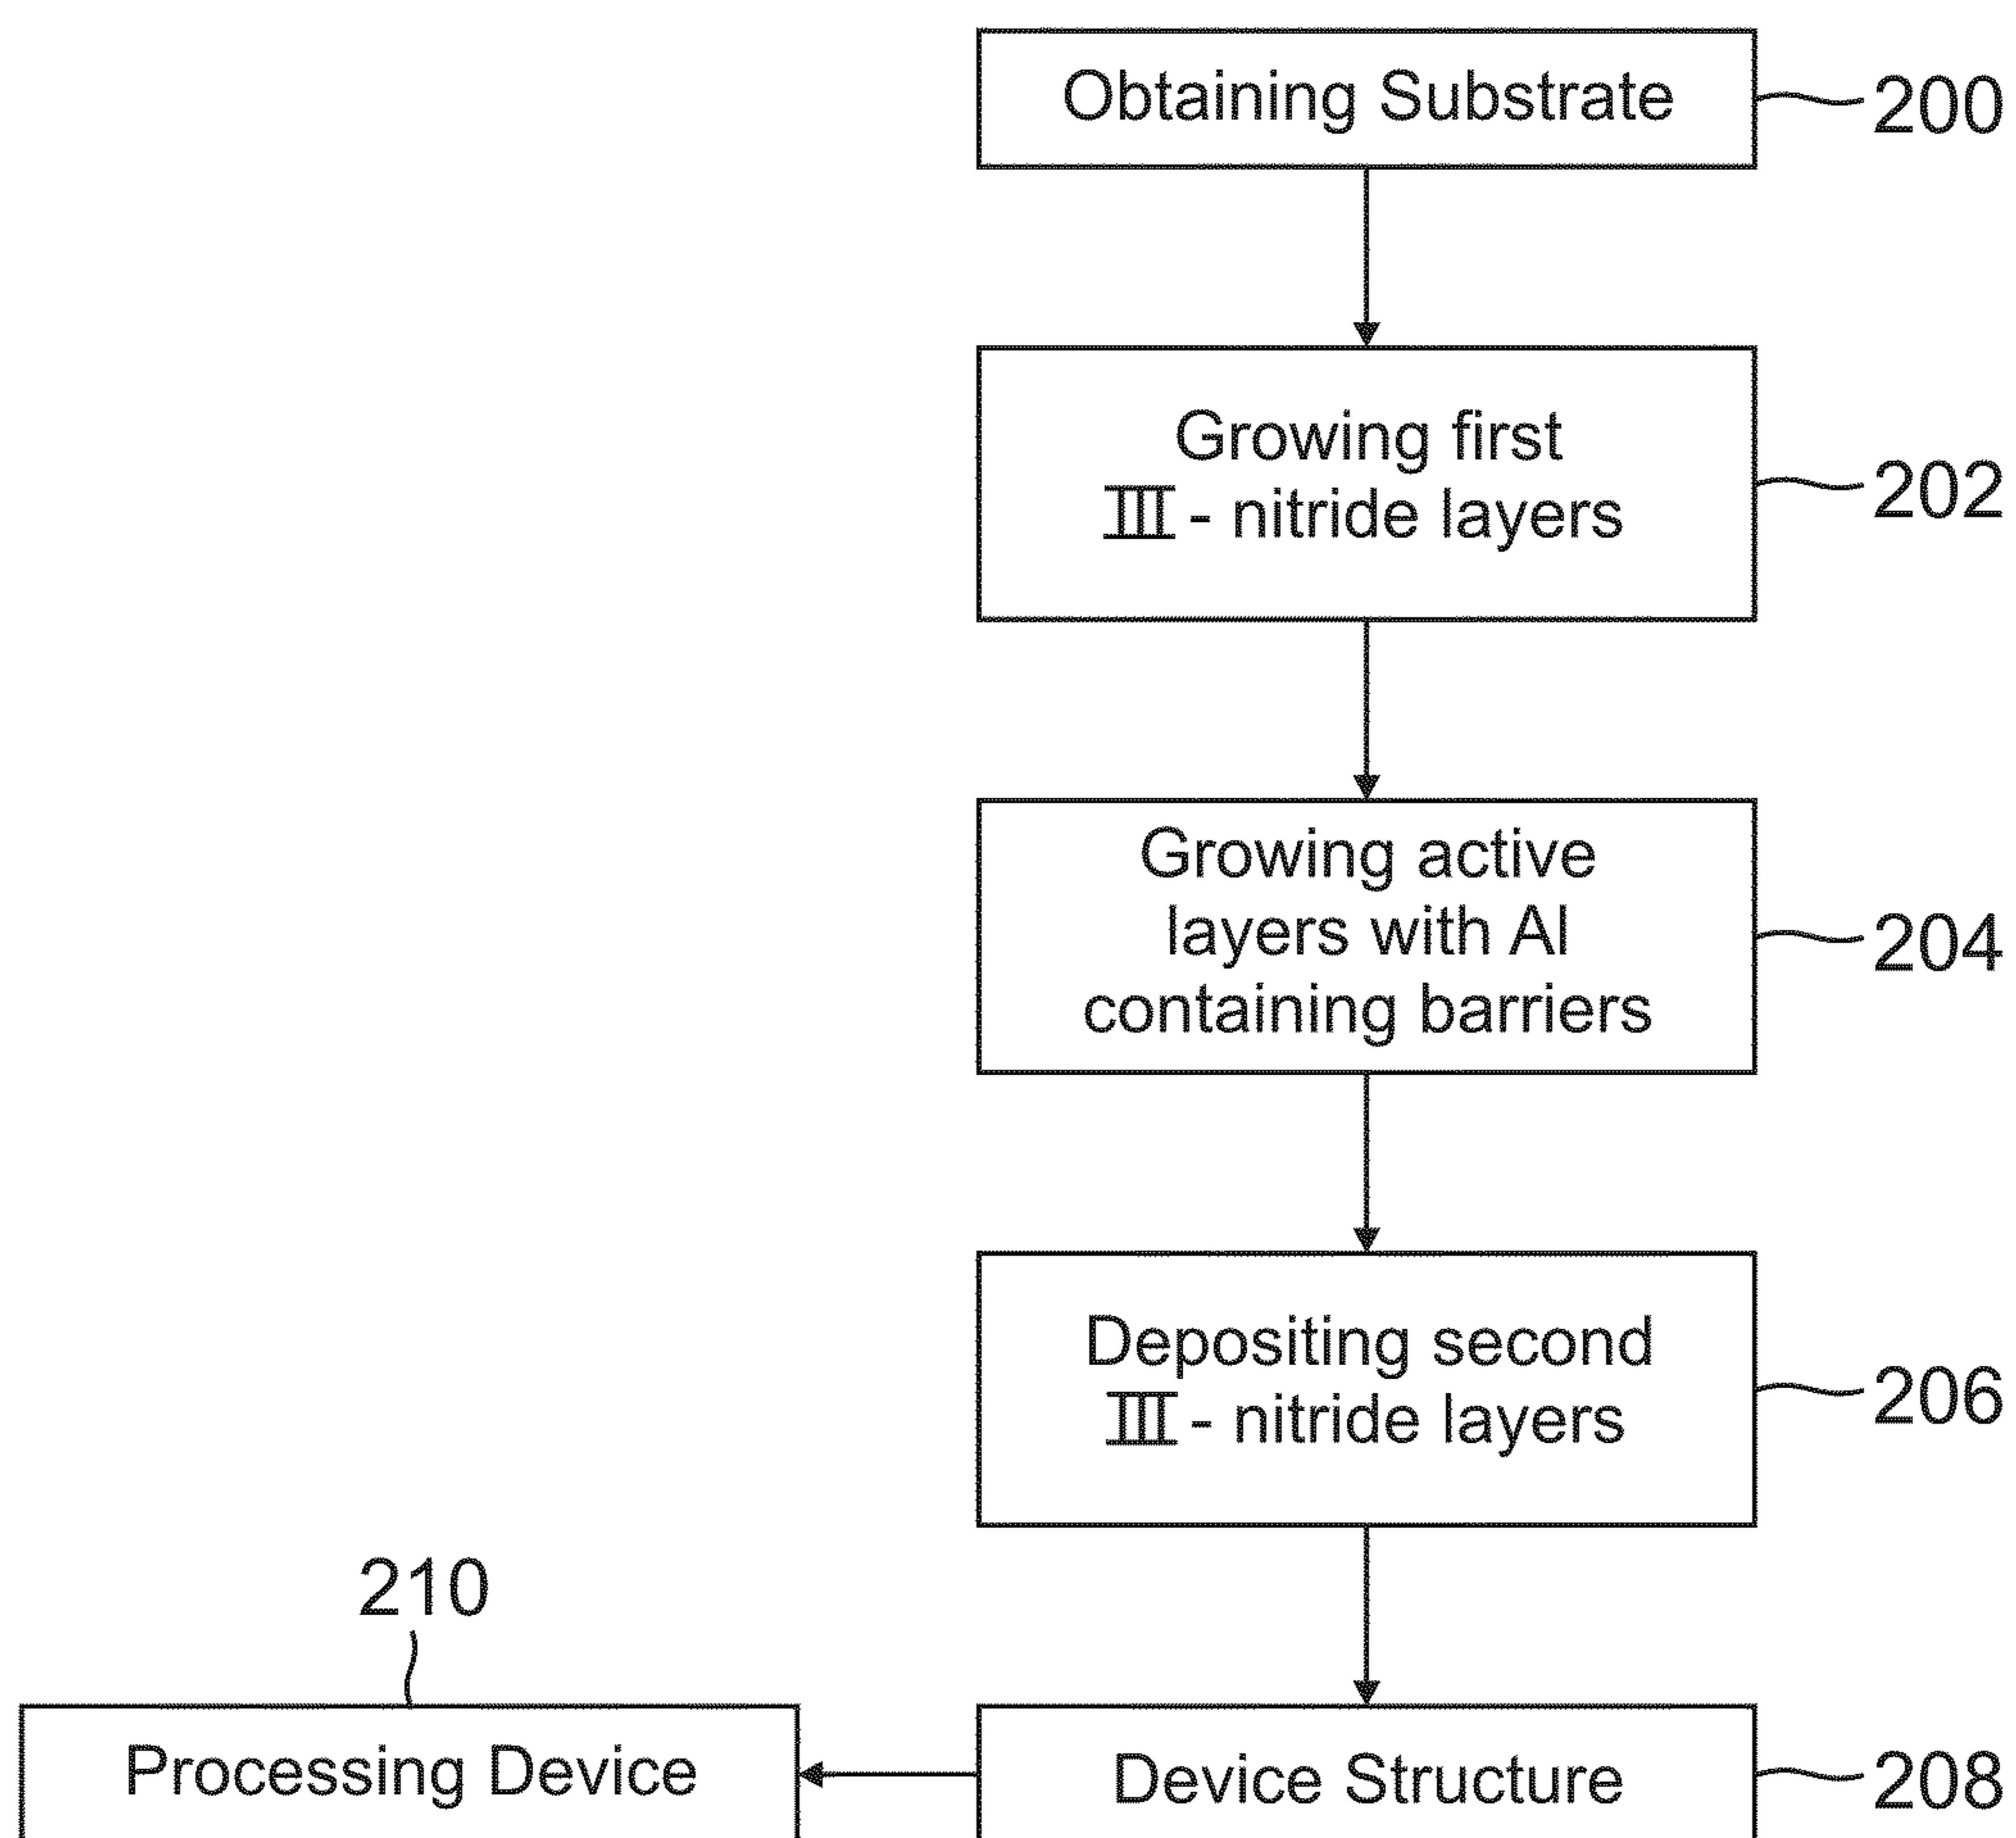 Obtaining Substrate
200
Growing first
III - nitride layers
202
Growing active
layers with Al
containing barriers
204
Depositing second
III - nitride layers
206
210
Processing Device
Device Structure
208